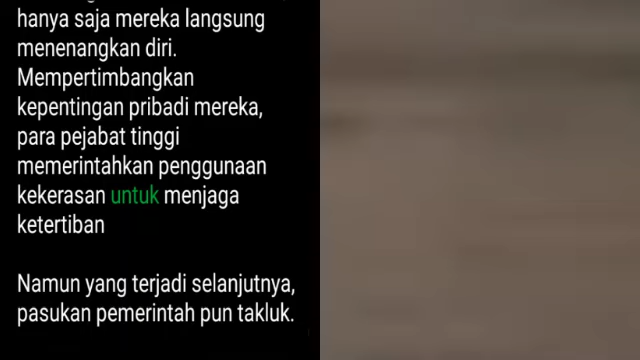 hanya saja mereka langsung
menenangkan diri.
Mempertimbangkan
kepentingan pribadi mereka,
para pejabat tinggi
memerintahkan penggunaan
kekerasan untuk menjaga
ketertiban
Namun yang terjadi selanjutnya,
pasukan pemerintah pun takluk.